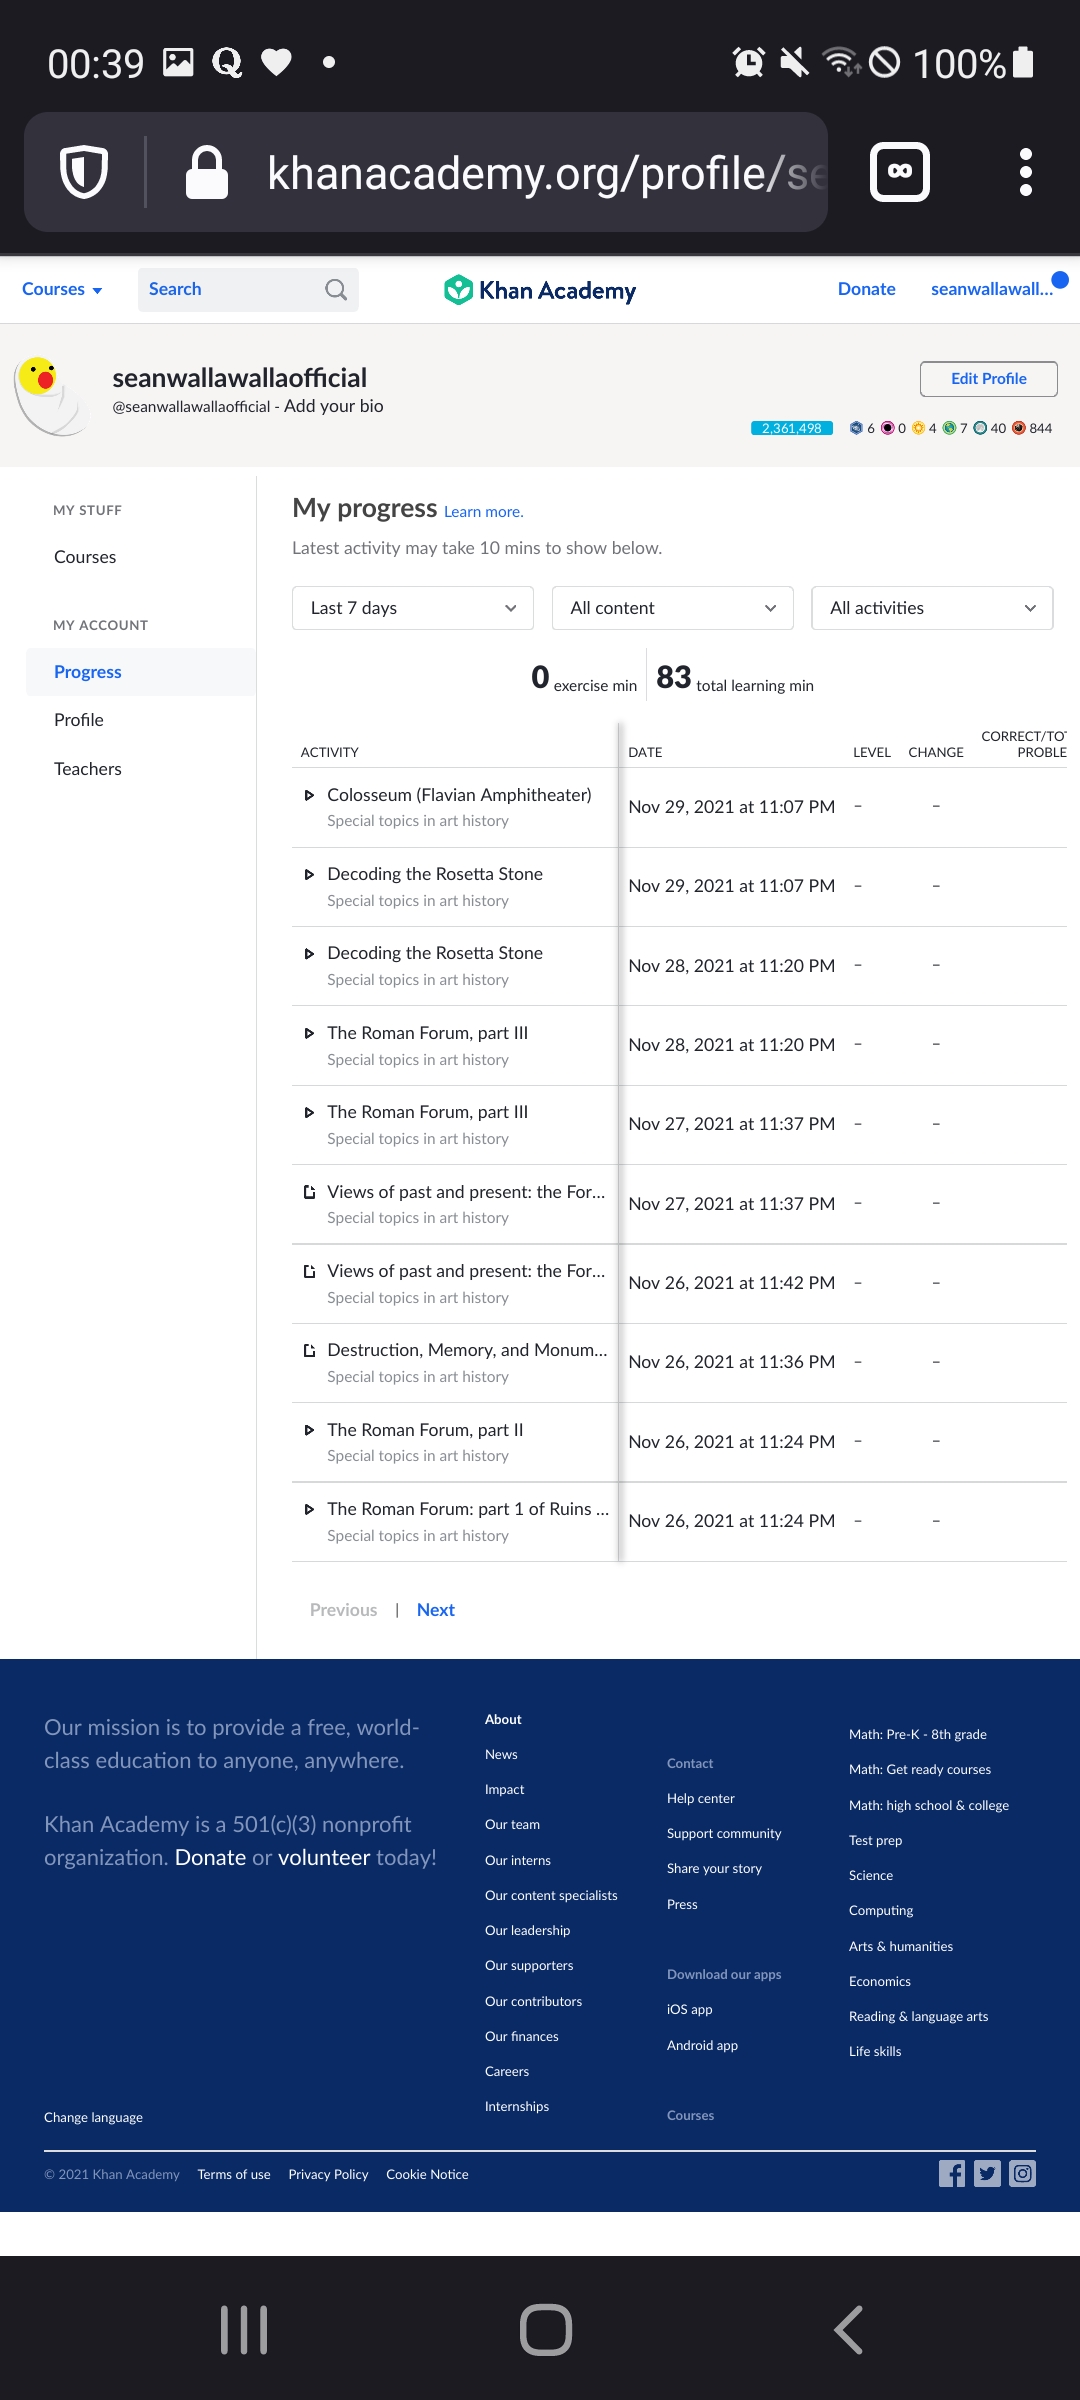 00:39
100%
khanacademy.org/profile/se
Courses
Search
Khan Academy
Donate
seanwallawall...
seanwallawallaofficial
@seanwallawallaofficial - Add your bio
Edit Profile
2,361,498 6 0 4 7 40 844
MY STUFF
Courses
MY ACCOUNT
Progress
Profile
Teachers
My progress Learn more.
Latest activity may take 10 mins to show below.
Last 7 days
All content
All activities
0 exercise min
83 total learning min
ACTIVITY DATE LEVEL CHANGE CORRECT/TOT
PROBLE
Colosseum (Flavian Amphitheater)
Special topics in art history
Nov 29, 2021 at 11:07 PM – –
Decoding the Rosetta Stone
Special topics in art history
Nov 29, 2021 at 11:07 PM – –
Decoding the Rosetta Stone
Special topics in art history
Nov 28, 2021 at 11:20 PM – –
The Roman Forum, part III
Special topics in art history
Nov 28, 2021 at 11:20 PM – –
The Roman Forum, part III
Special topics in art history
Nov 27, 2021 at 11:37 PM – –
Views of past and present: the For...
Special topics in art history
Nov 27, 2021 at 11:37 PM – –
Views of past and present: the For...
Special topics in art history
Nov 26, 2021 at 11:42 PM – –
Destruction, Memory, and Monum...
Special topics in art history
Nov 26, 2021 at 11:36 PM – –
The Roman Forum, part II
Special topics in art history
Nov 26, 2021 at 11:24 PM – –
The Roman Forum: part 1 of Ruins ...
Special topics in art history
Nov 26, 2021 at 11:24 PM – –
Previous | Next
Our mission is to provide a free, world-
class education to anyone, anywhere.
Khan Academy is a 501(c)(3) nonprofit
organization. Donate or volunteer today!
Change language
About
News
Impact
Our team
Our interns
Our content specialists
Our leadership
Our supporters
Our contributors
Our finances
Careers
Internships
Contact
Help center
Support community
Share your story
Press
Download our apps
iOS app
Android app
Courses
Math: Pre-K - 8th grade
Math: Get ready courses
Math: high school & college
Test prep
Science
Computing
Arts & humanities
Economics
Reading & language arts
Life skills
© 2021 Khan Academy Terms of use Privacy Policy Cookie Notice